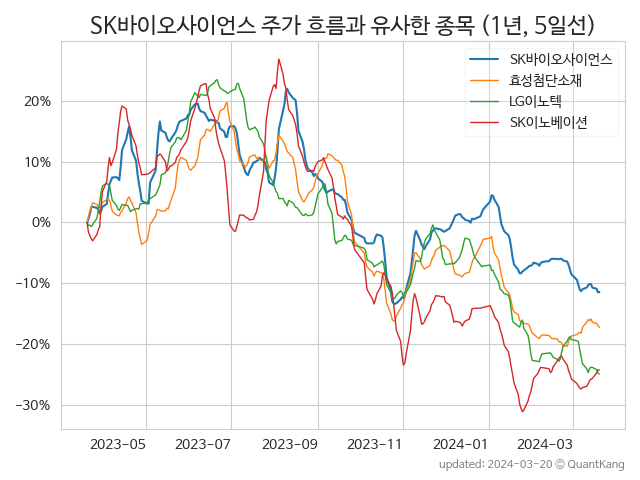 SK바이오사이언스 주가 흐름과 유사한 종목 (1년, 5일선)
SK바이오사이언스
효성첨단소재
LG이노텍
SK이노베이션
20%
10%
0%
−10%
−20%
−30%
2023-05
2023-07
2023-09
2023-11
2024-01
2024-03
updated: 2024-03-20 © QuantKang